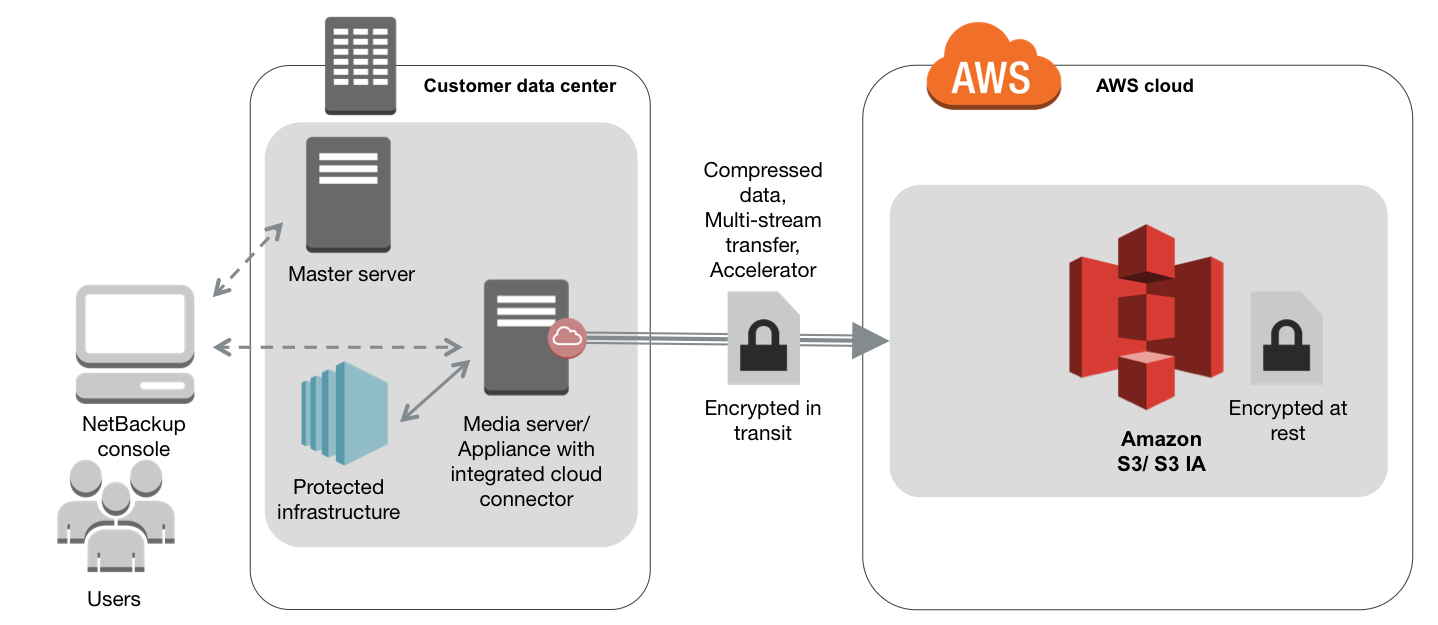 Customer data center
AWS
AWS cloud
Compressed
data,
Multi-stream
transfer,
Accelerator
Master server
NetBackup
console
Media server/
Appliance with
integrated cloud
connector
Encrypted in
transit
Encrypted at
rest
Amazon
S3/ S3 IA
Protected
infrastructure
Users